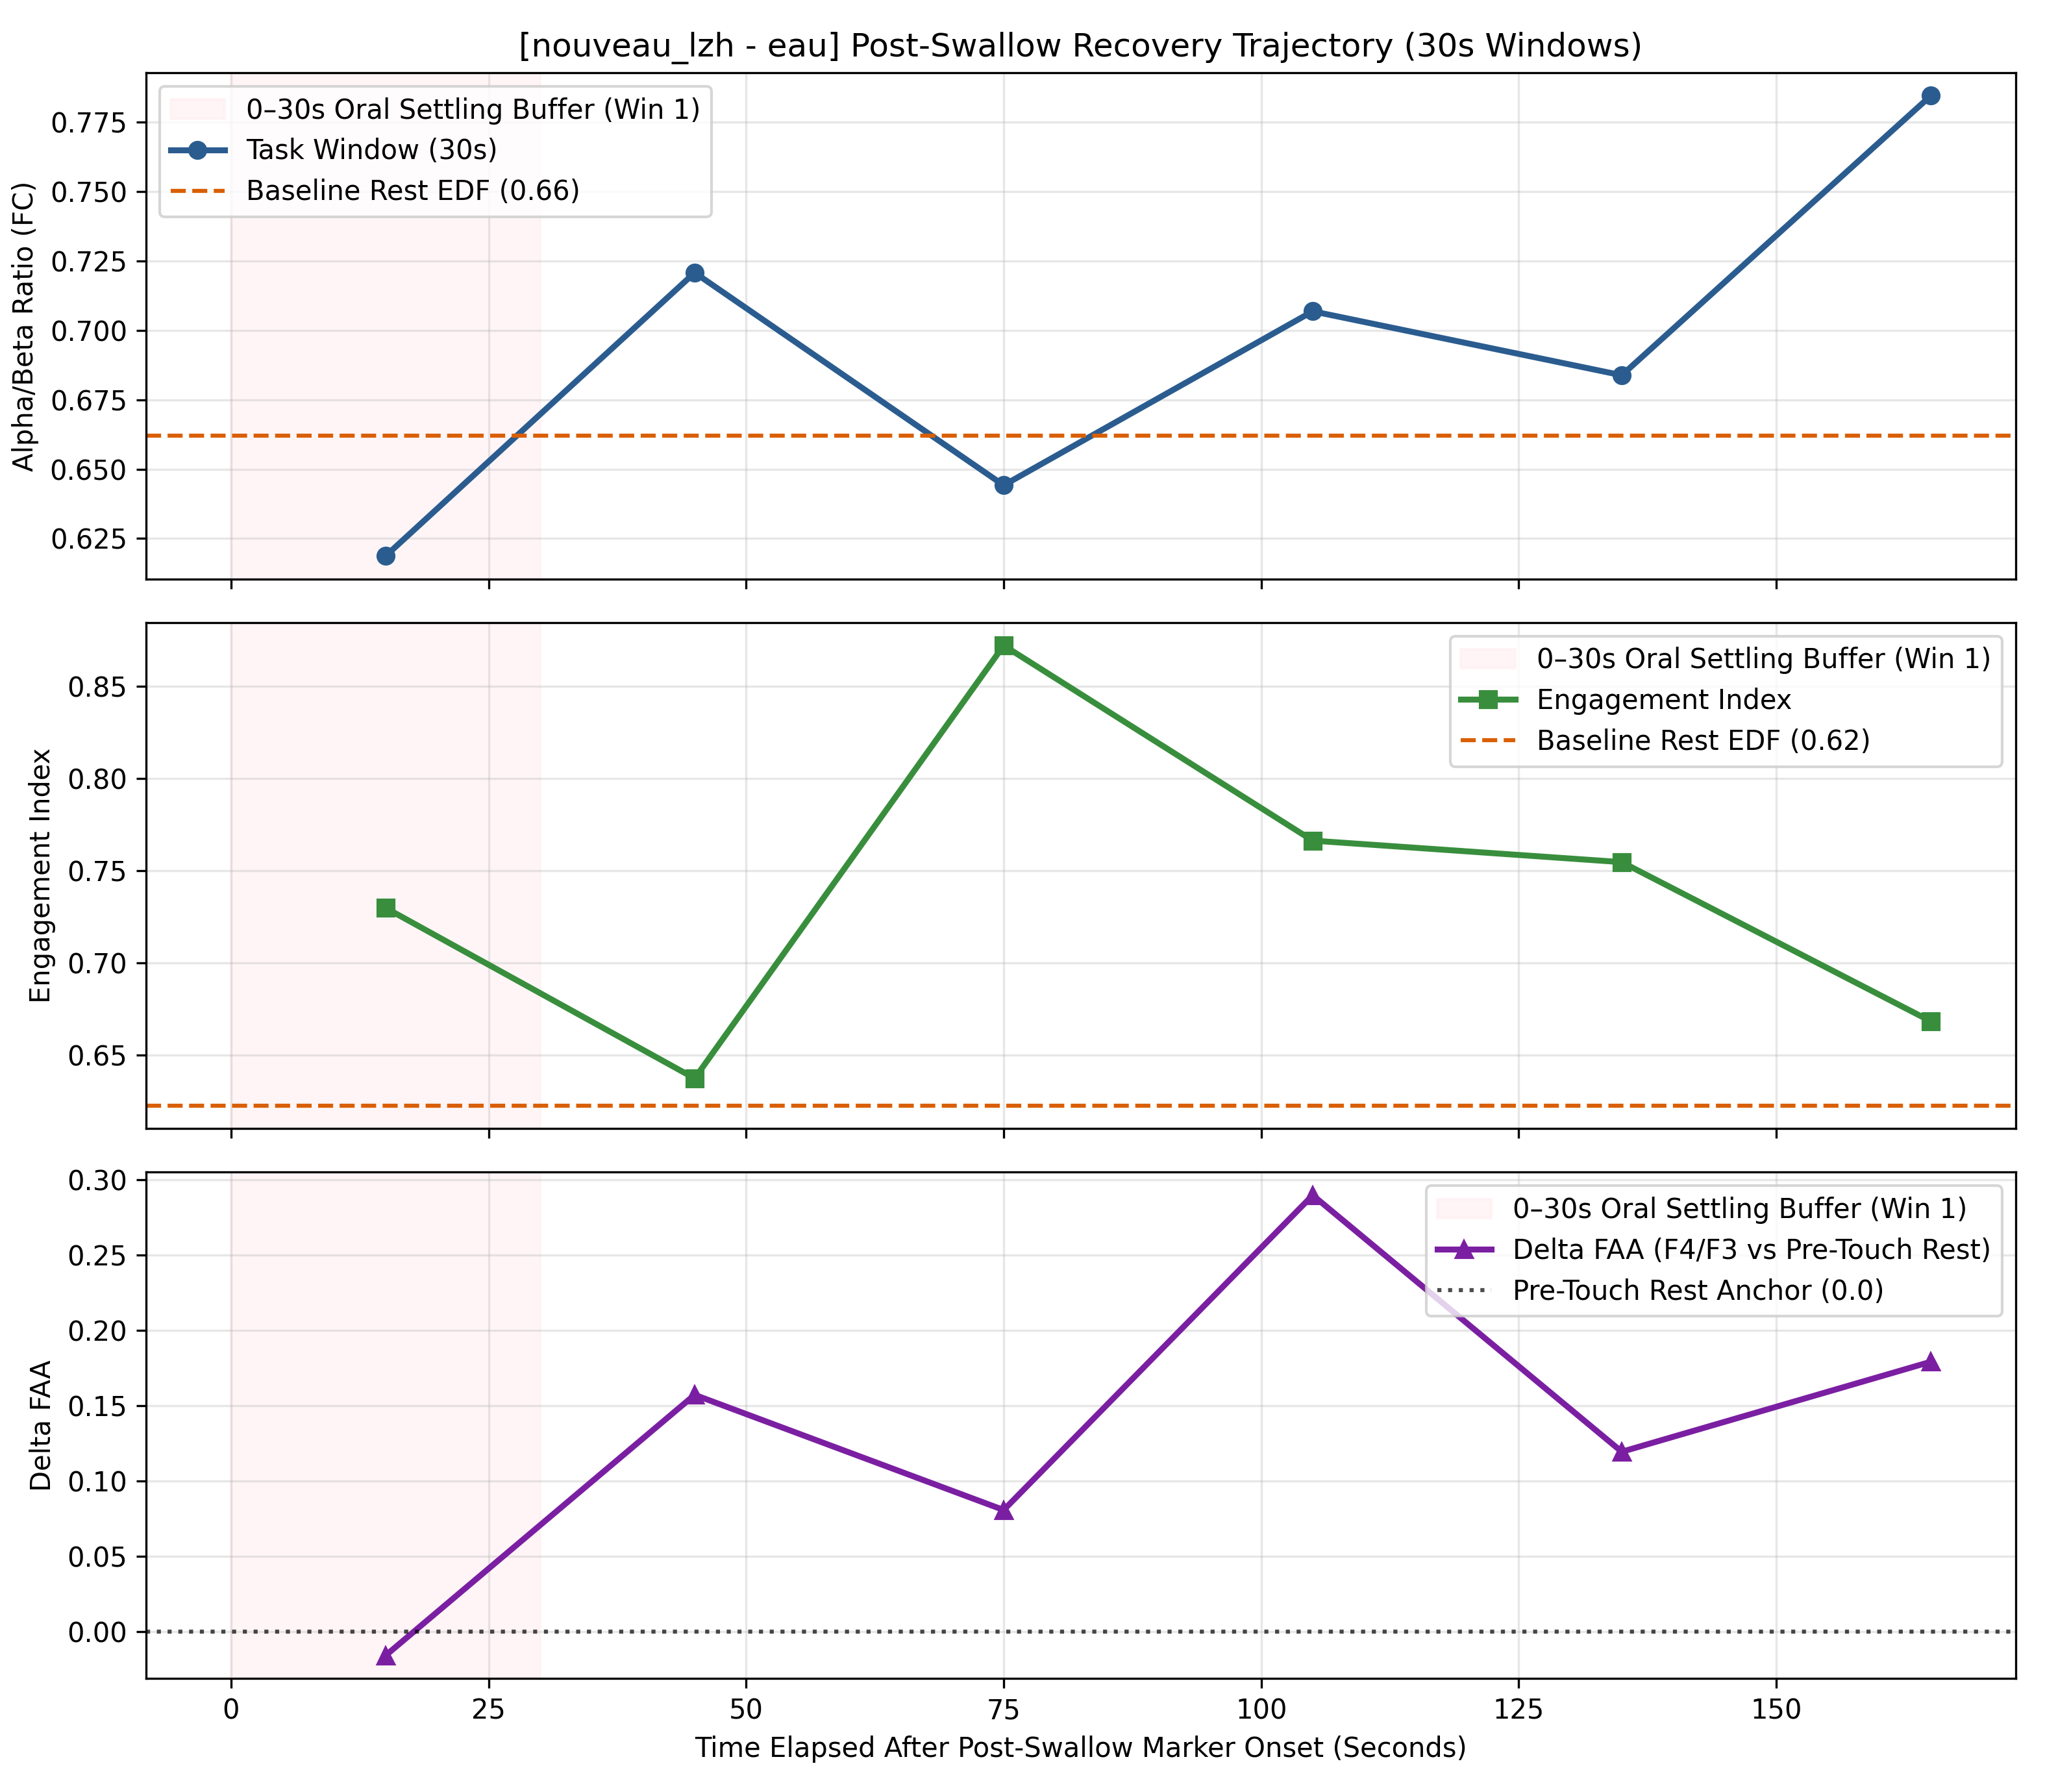 [nouveau_lzh - eau] Post-Swallow Recovery Trajectory (30s Windows)
0–30s Oral Settling Buffer (Win 1)
Task Window (30s)
Baseline Rest EDF (0.66)
Alpha/Beta Ratio (FC)
0.775
0.750
0.725
0.700
0.675
0.650
0.625
0–30s Oral Settling Buffer (Win 1)
Engagement Index
Baseline Rest EDF (0.62)
Engagement Index
0.85
0.80
0.75
0.70
0.65
0–30s Oral Settling Buffer (Win 1)
Delta FAA (F4/F3 vs Pre-Touch Rest)
Pre-Touch Rest Anchor (0.0)
Delta FAA
0.30
0.25
0.20
0.15
0.10
0.05
0.00
0 25 50 75 100 125 150
Time Elapsed After Post-Swallow Marker Onset (Seconds)